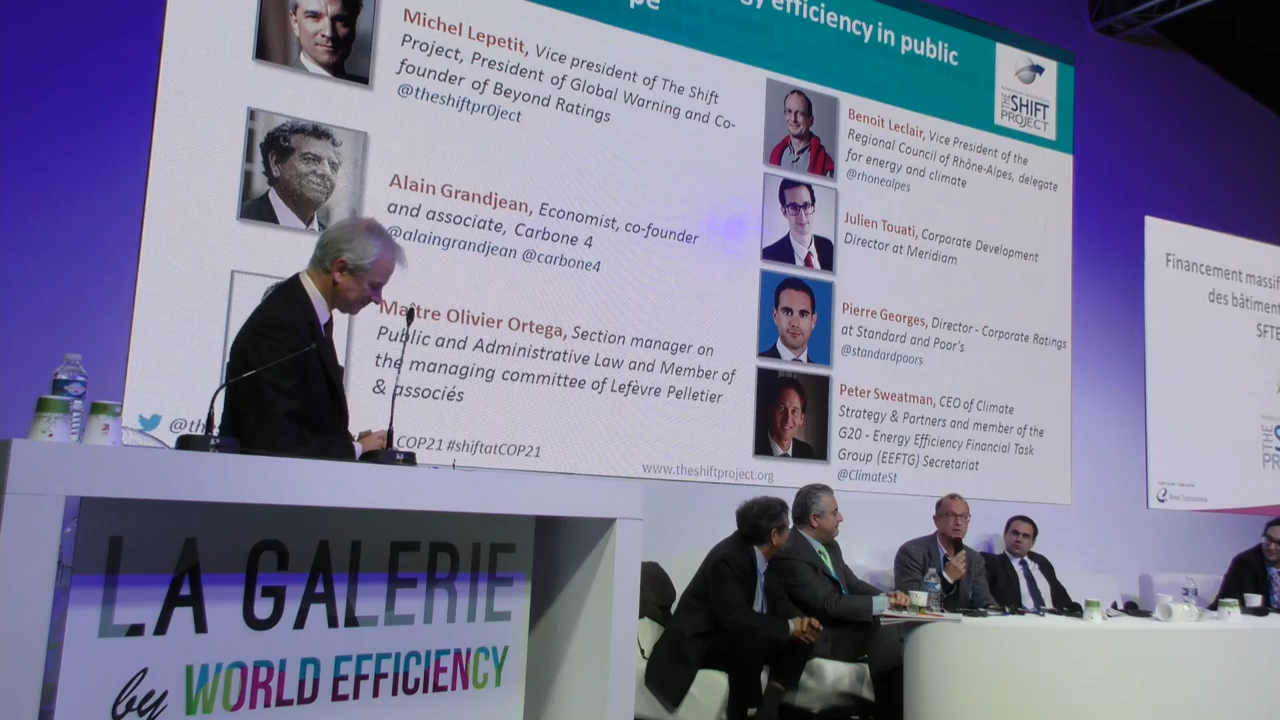 gy efficiency in public
pe
Michel Lepetit, Vice president of The Shift
Project, President of Global Warning and Co-
founder of Beyond Ratings
@theshiftpr0ject
Alain Grandjean, Economist, co-founder
and associate, Carbone 4
@alaingrandjean @carbone4
Maître Olivier Ortega, Section manager on
Public and Administrative Law and Member of
the managing committee of Lefèvre Pelletier
& associés
@th
COP21 #shiftatCOP21
www.theshiftproject.org
THE SHIFT
PROJECT
Benoit Leclair, Vice President of the
Regional Council of Rhône-Alpes, delegate
for energy and climate
@rhonealpes
Julien Touati, Corporate Development
Director at Meridiam
Pierre Georges, Director - Corporate Ratings
at Standard and Poor's
@standardpoors
Peter Sweatman, CEO of Climate
Strategy & Partners and member of the
G20 - Energy Efficiency Financial Task
Group (EEFTG) Secretariat
@ClimateSt
Financement massif
des bâtiment
SFTE
THE S
PROJ
LA GALERIE
by WORLD EFFICIENCY